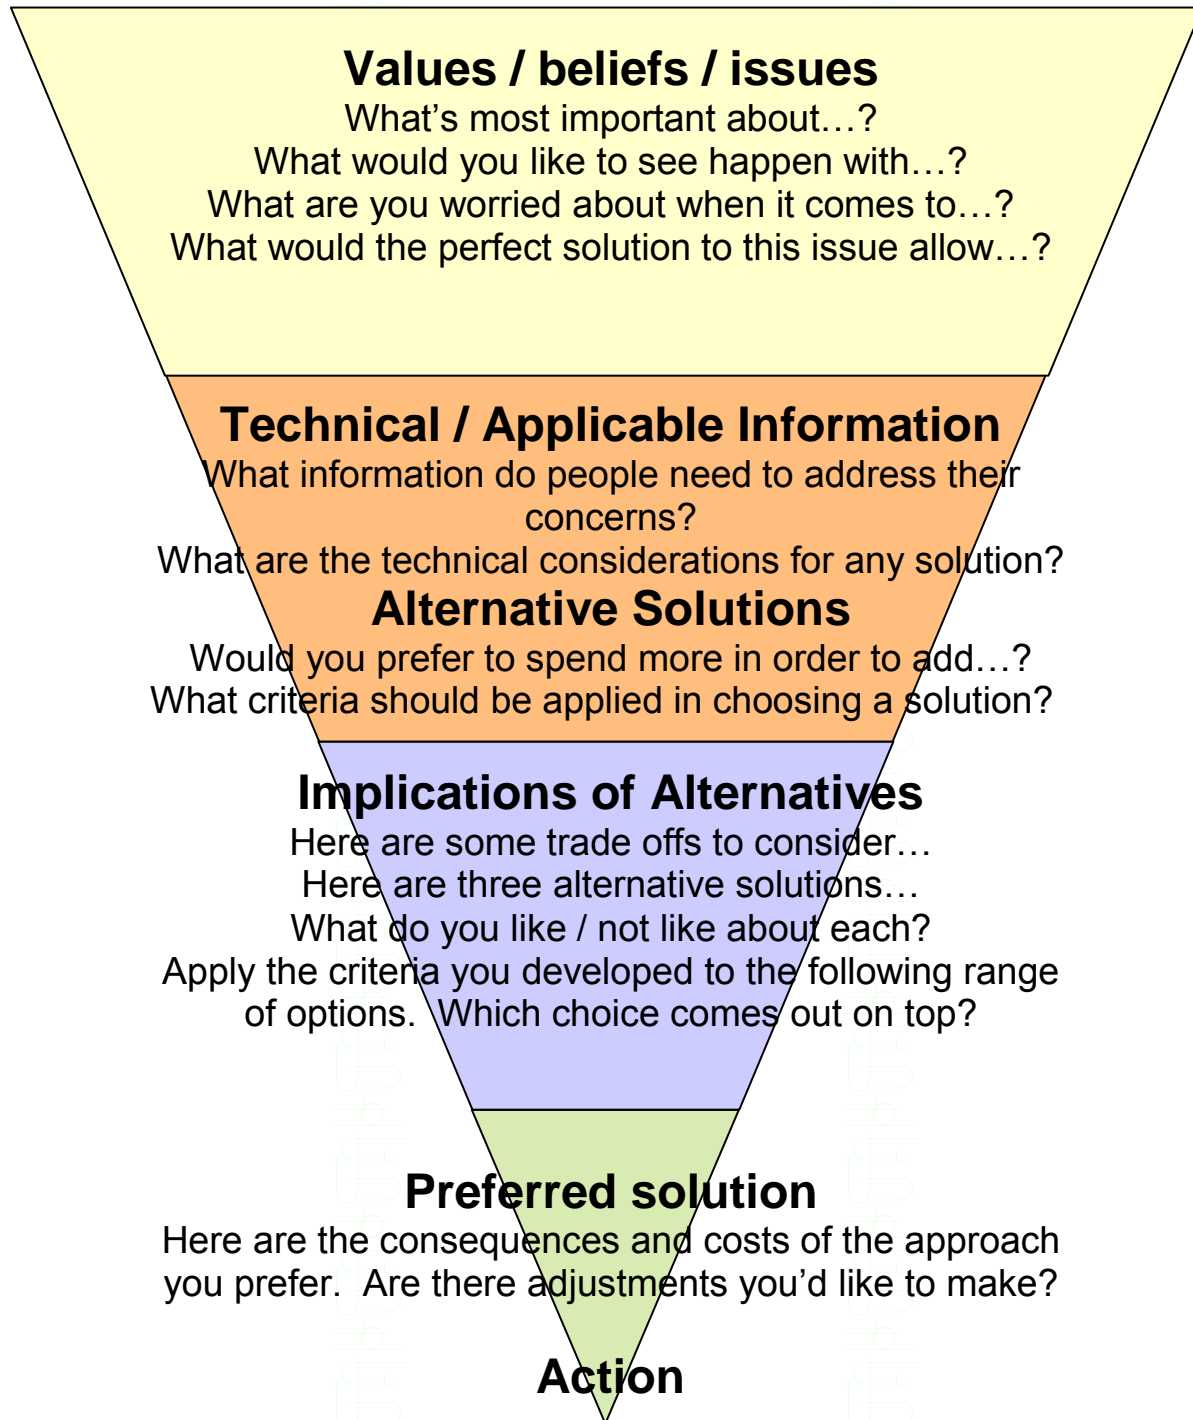 Values / beliefs / issues
What’s most important about…?
What would you like to see happen with…?
What are you worried about when it comes to…?
What would the perfect solution to this issue allow…?
Technical / Applicable Information
What information do people need to address their
concerns?
What are the technical considerations for any solution?
Alternative Solutions
Would you prefer to spend more in order to add…?
What criteria should be applied in choosing a solution?
Implications of Alternatives
Here are some trade offs to consider…
Here are three alternative solutions…
What do you like / not like about each?
Apply the criteria you developed to the following range
of options.  Which choice comes out on top?
Preferred solution
Here are the consequences and costs of the approach
you prefer.  Are there adjustments you’d like to make?
Action